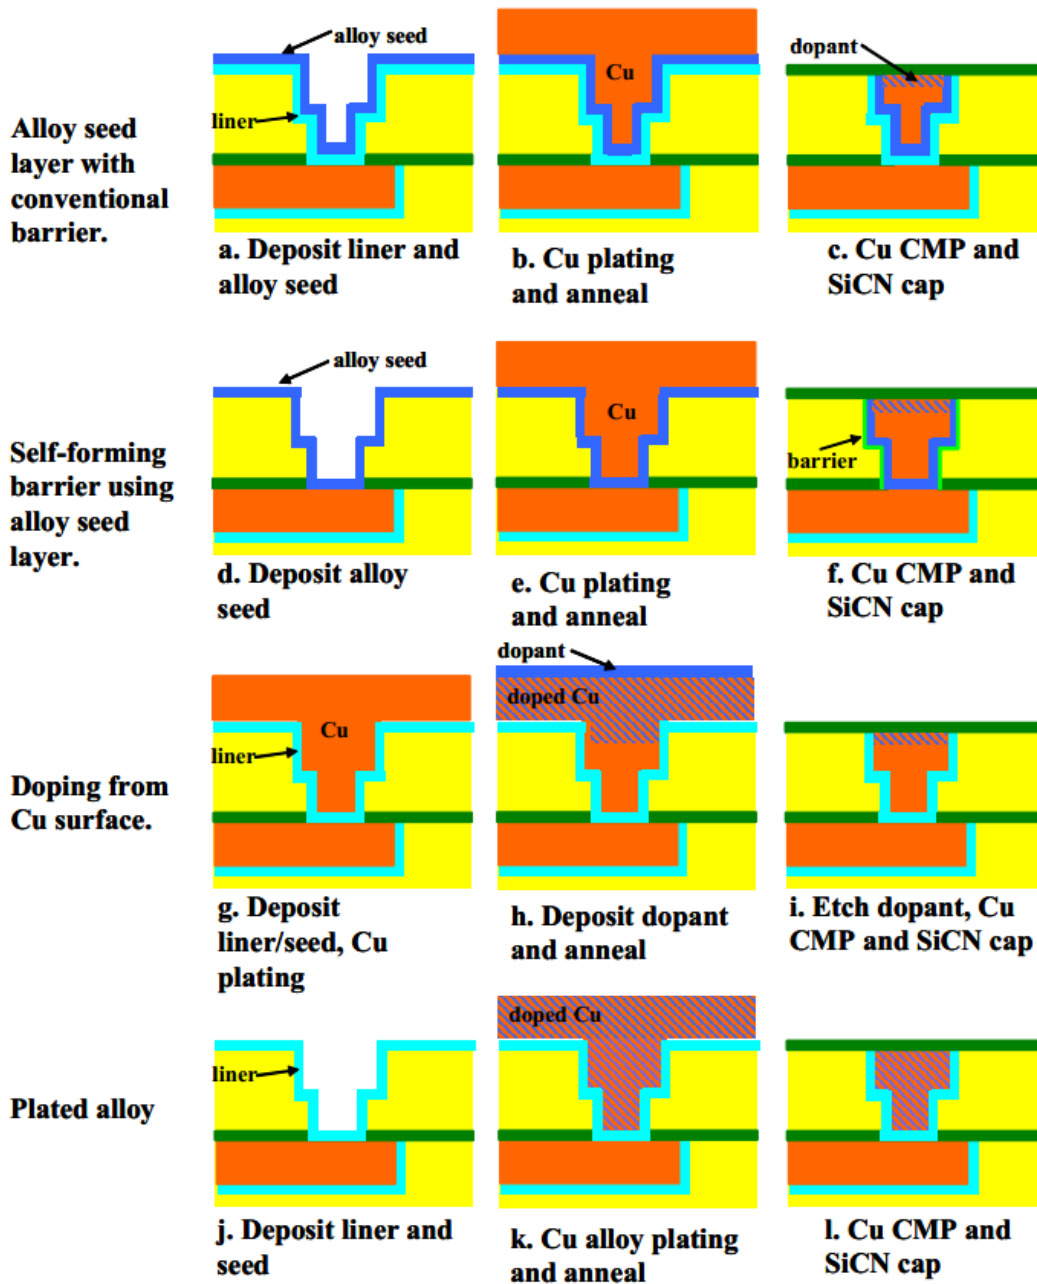 alloy seed
liner
Cu
dopant
Alloy seed
layer with
conventional
barrier.
a. Deposit liner and
alloy seed
b. Cu plating
and anneal
c. Cu CMP and
SiCN cap
alloy seed
Cu
barrier
Self-forming
barrier using
alloy seed
layer.
d. Deposit alloy
seed
e. Cu plating
and anneal
f. Cu CMP and
SiCN cap
Cu
liner
dopant
doped Cu
Doping from
Cu surface.
g. Deposit
liner/seed, Cu
plating
h. Deposit dopant
and anneal
i. Etch dopant, Cu
CMP and SiCN cap
liner
doped Cu
Plated alloy
j. Deposit liner and
seed
k. Cu alloy plating
and anneal
l. Cu CMP and
SiCN cap